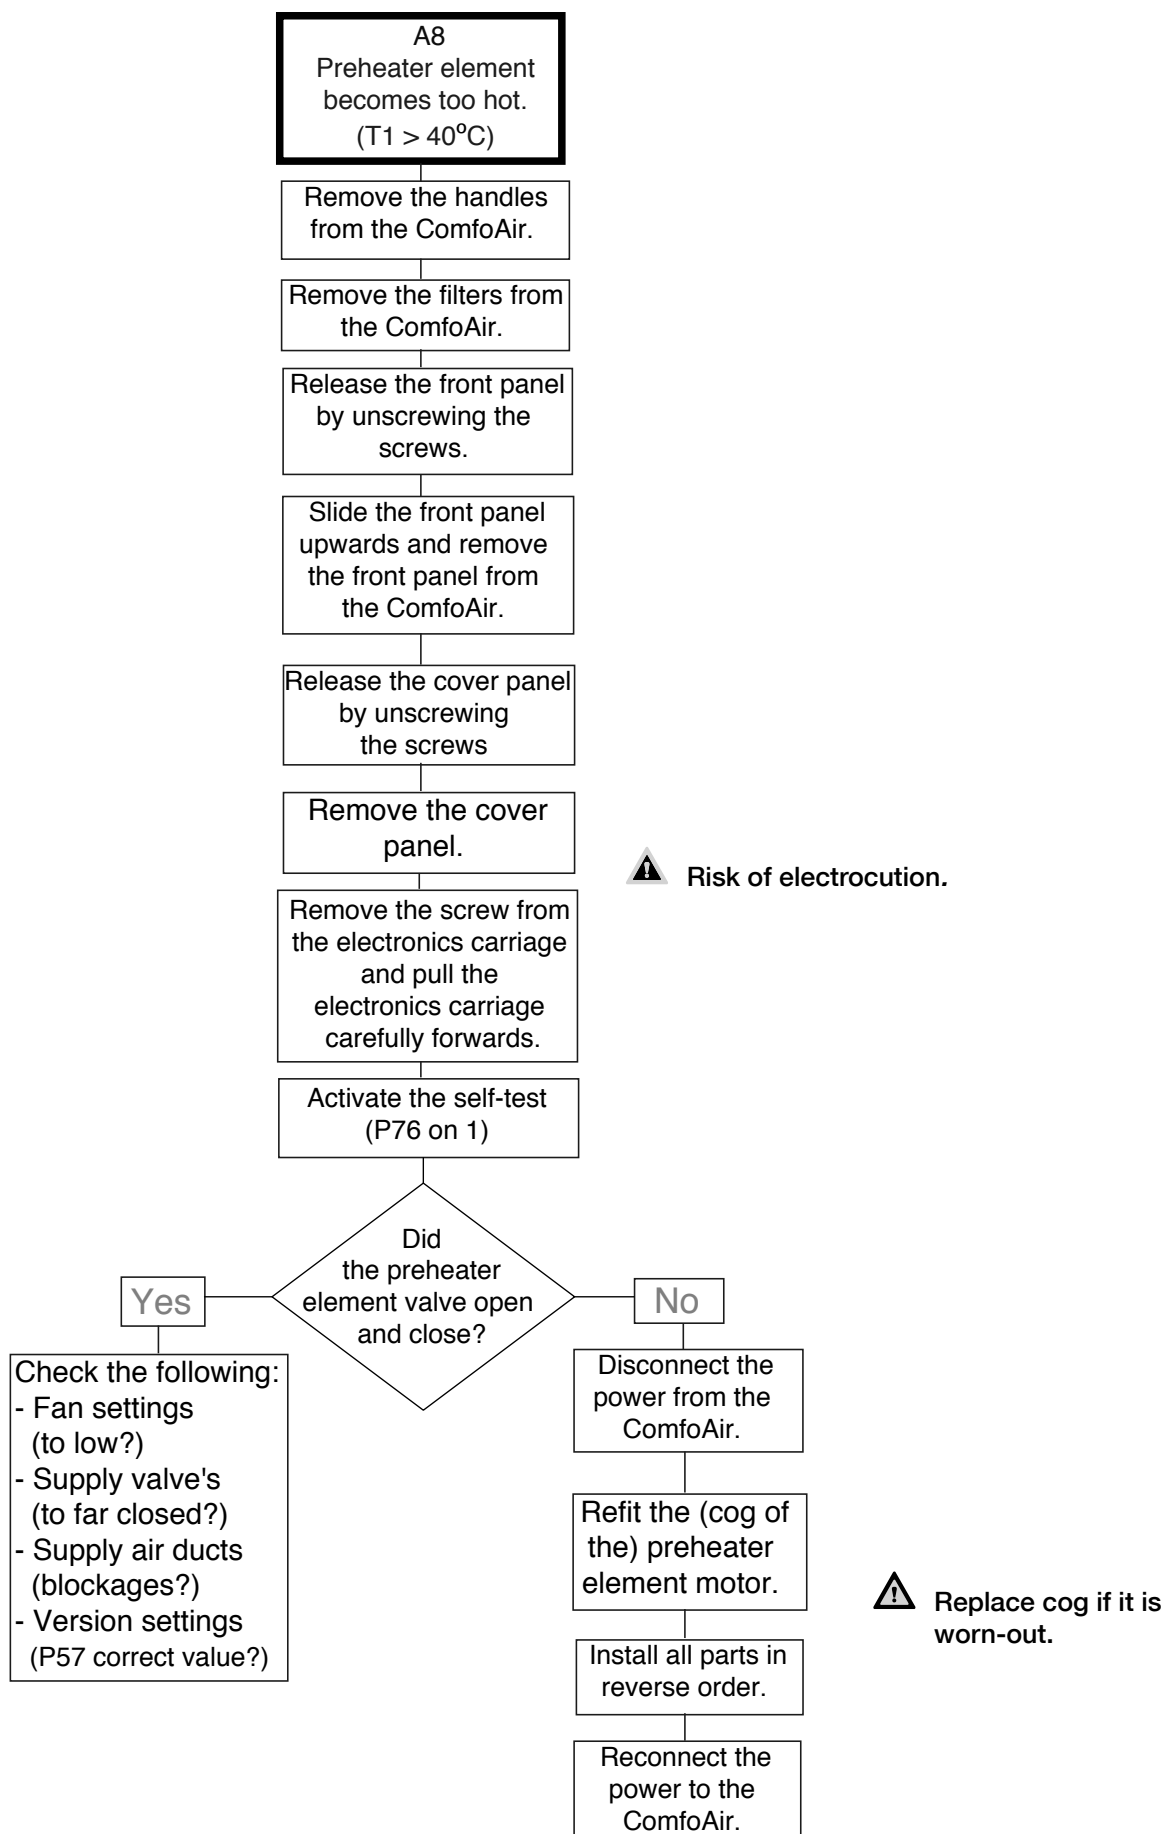 A8
Preheater element
becomes too hot.
(T1 > 40°C)
Remove the handles
from the ComfoAir.
Remove the filters from
the ComfoAir.
Release the front panel
by unscrewing the
screws.
Slide the front panel
upwards and remove
the front panel from
the ComfoAir.
Release the cover panel
by unscrewing
the screws
Remove the cover
panel.
Risk of electrocution.
Remove the screw from
the electronics carriage
and pull the
electronics carriage
carefully forwards.
Activate the self-test
(P76 on 1)
Did
the preheater
element valve open
and close?
Yes
Check the following:
- Fan settings
(to low?)
- Supply valve's
(to far closed?)
- Supply air ducts
(blockages?)
- Version settings
(P57 correct value?)
No
Disconnect the
power from the
ComfoAir.
Refit the (cog of
the) preheater
element motor.
Replace cog if it is
worn-out.
Install all parts in
reverse order.
Reconnect the
power to the
ComfoAir.